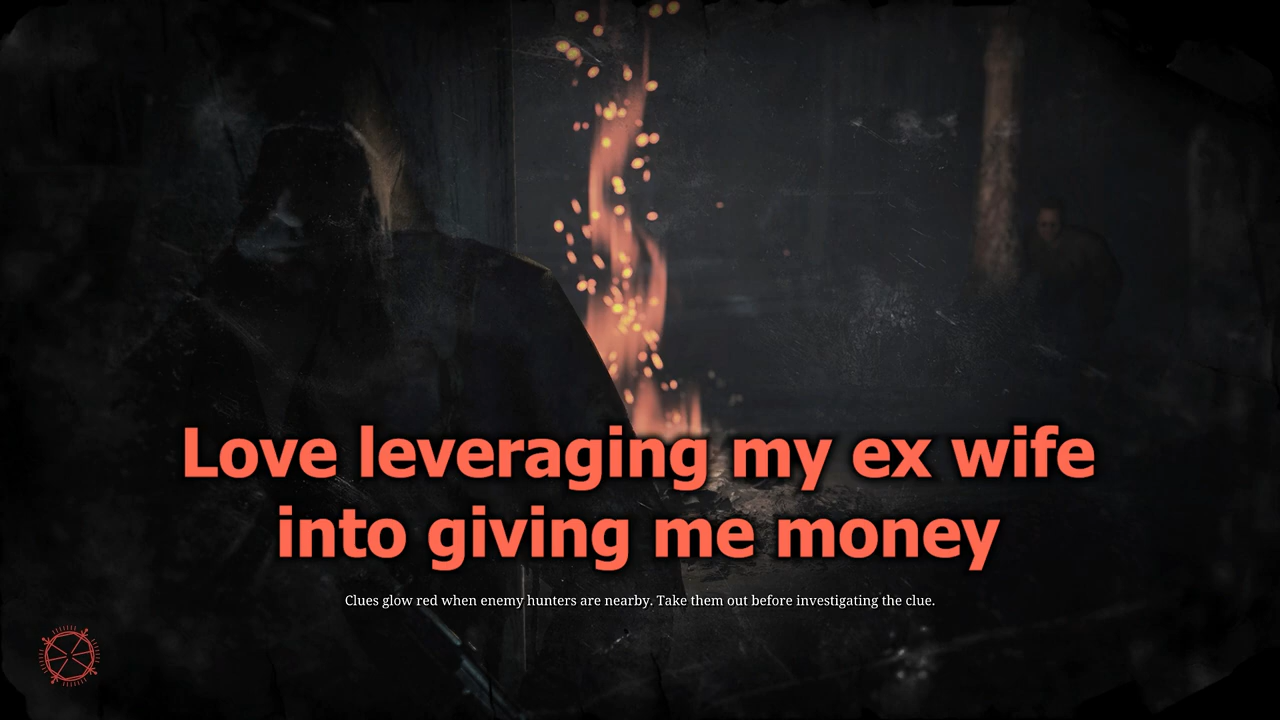 Love leveraging my ex wife
into giving me money
Clues glow red when enemy hunters are nearby. Take them out before investigating the clue.